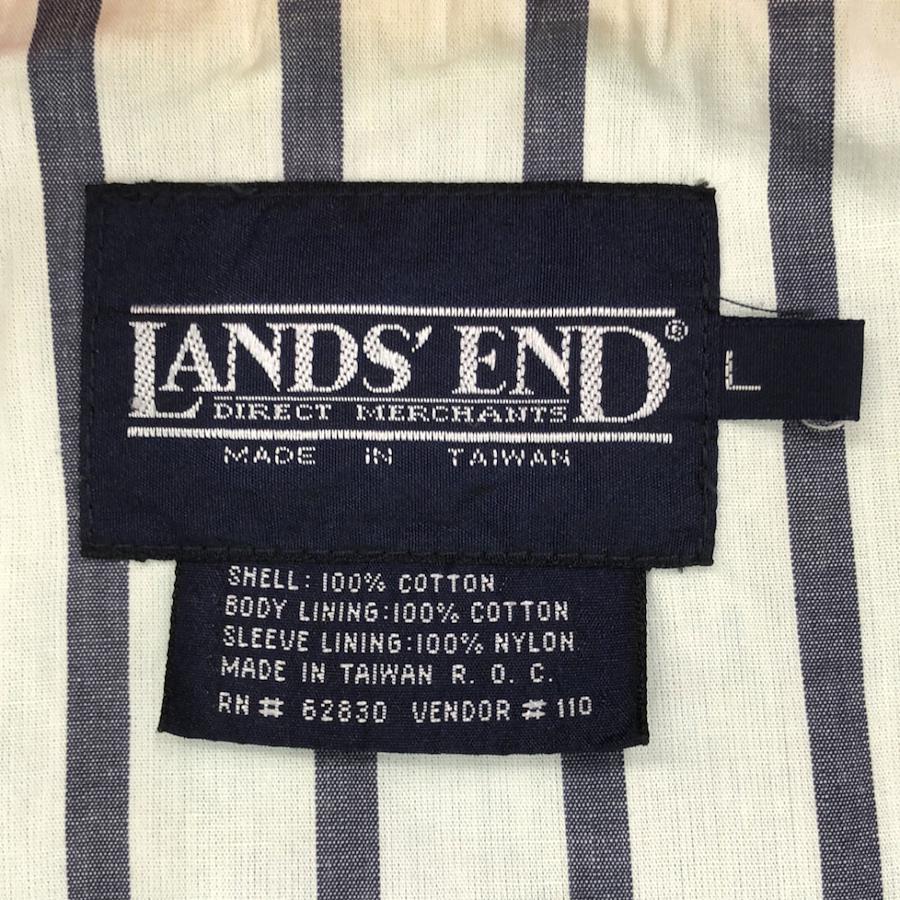 LANDS' END®
DIRECT MERCHANTS
MADE IN TAIWAN
L
SHELL: 100% COTTON
BODY LINING:100% COTTON
SLEEVE LINING:100% NYLON
MADE IN TAIWAN R. O. C.
RN # 62830 VENDOR # 110